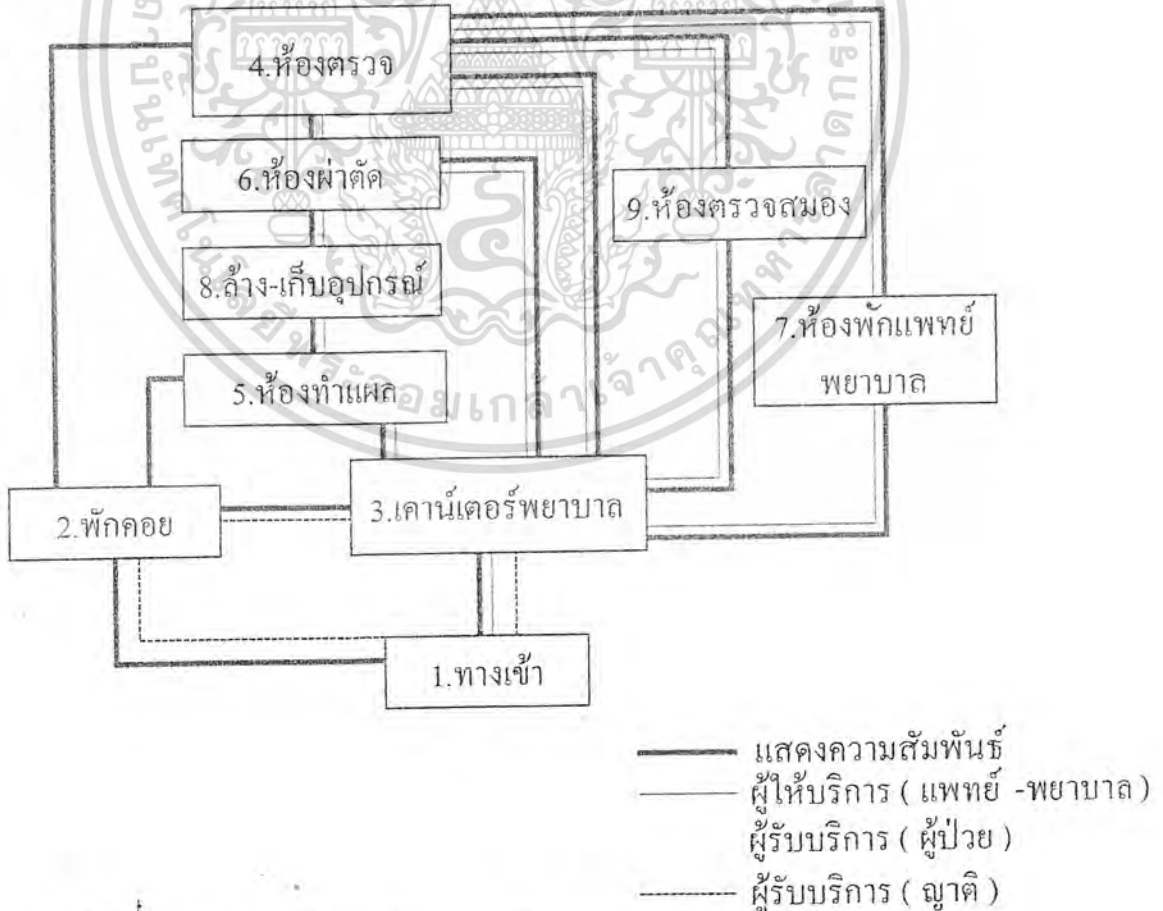 4.ห้องตรวจ
6.ห้องผ่าตัด
9.ห้องตรวจสมอง
8.ล้าง-เก็บอุปกรณ์
7.ห้องพักแพทย์
พยาบาล
5.ห้องทำแผล
3.เคาน์เตอร์พยาบาล
2.พักคอย
1.ทางเข้า
แสดงความสัมพันธ์
ผู้ให้บริการ ( แพทย์ -พยาบาล )
ผู้รับบริการ ( ผู้ป่วย )
ผู้รับบริการ ( ญาติ )